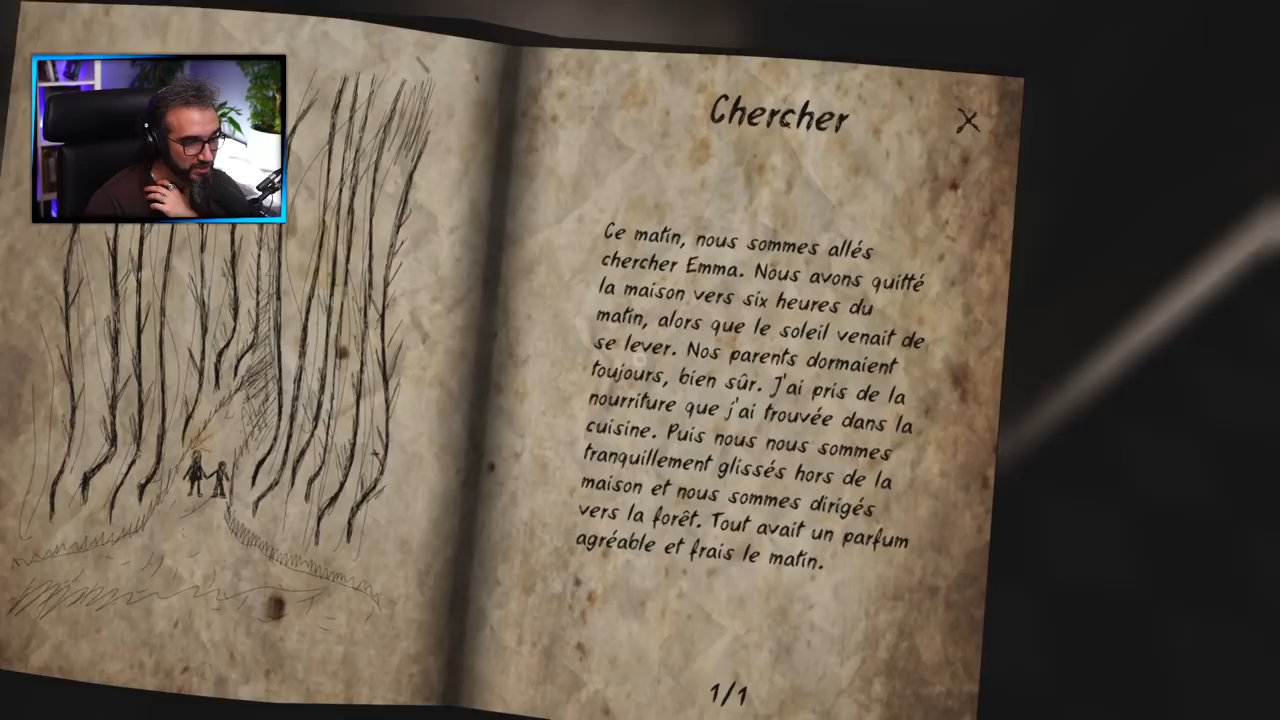 Chercher
Ce matin, nous sommes allés
chercher Emma. Nous avons quitté
la maison vers six heures du
matin, alors que le soleil venait de
se lever. Nos parents dormaient
toujours, bien sûr. J'ai pris de la
nourriture que j'ai trouvée dans la
cuisine. Puis nous nous sommes
tranquillement glissés hors de la
maison et nous sommes dirigés
vers la forêt. Tout avait un parfum
agréable et frais le matin.
1/1